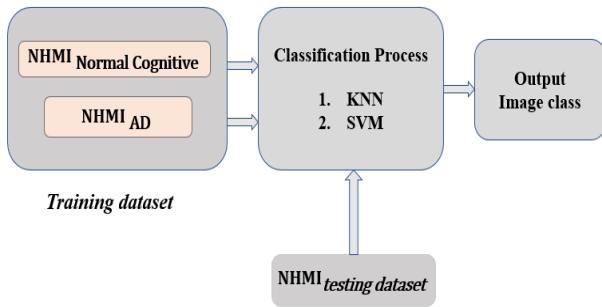 NHMI Normal Cognitive
NHMI AD
Training dataset
Classification Process
1. KNN
2. SVM
Output
Image class
NHMI testing dataset